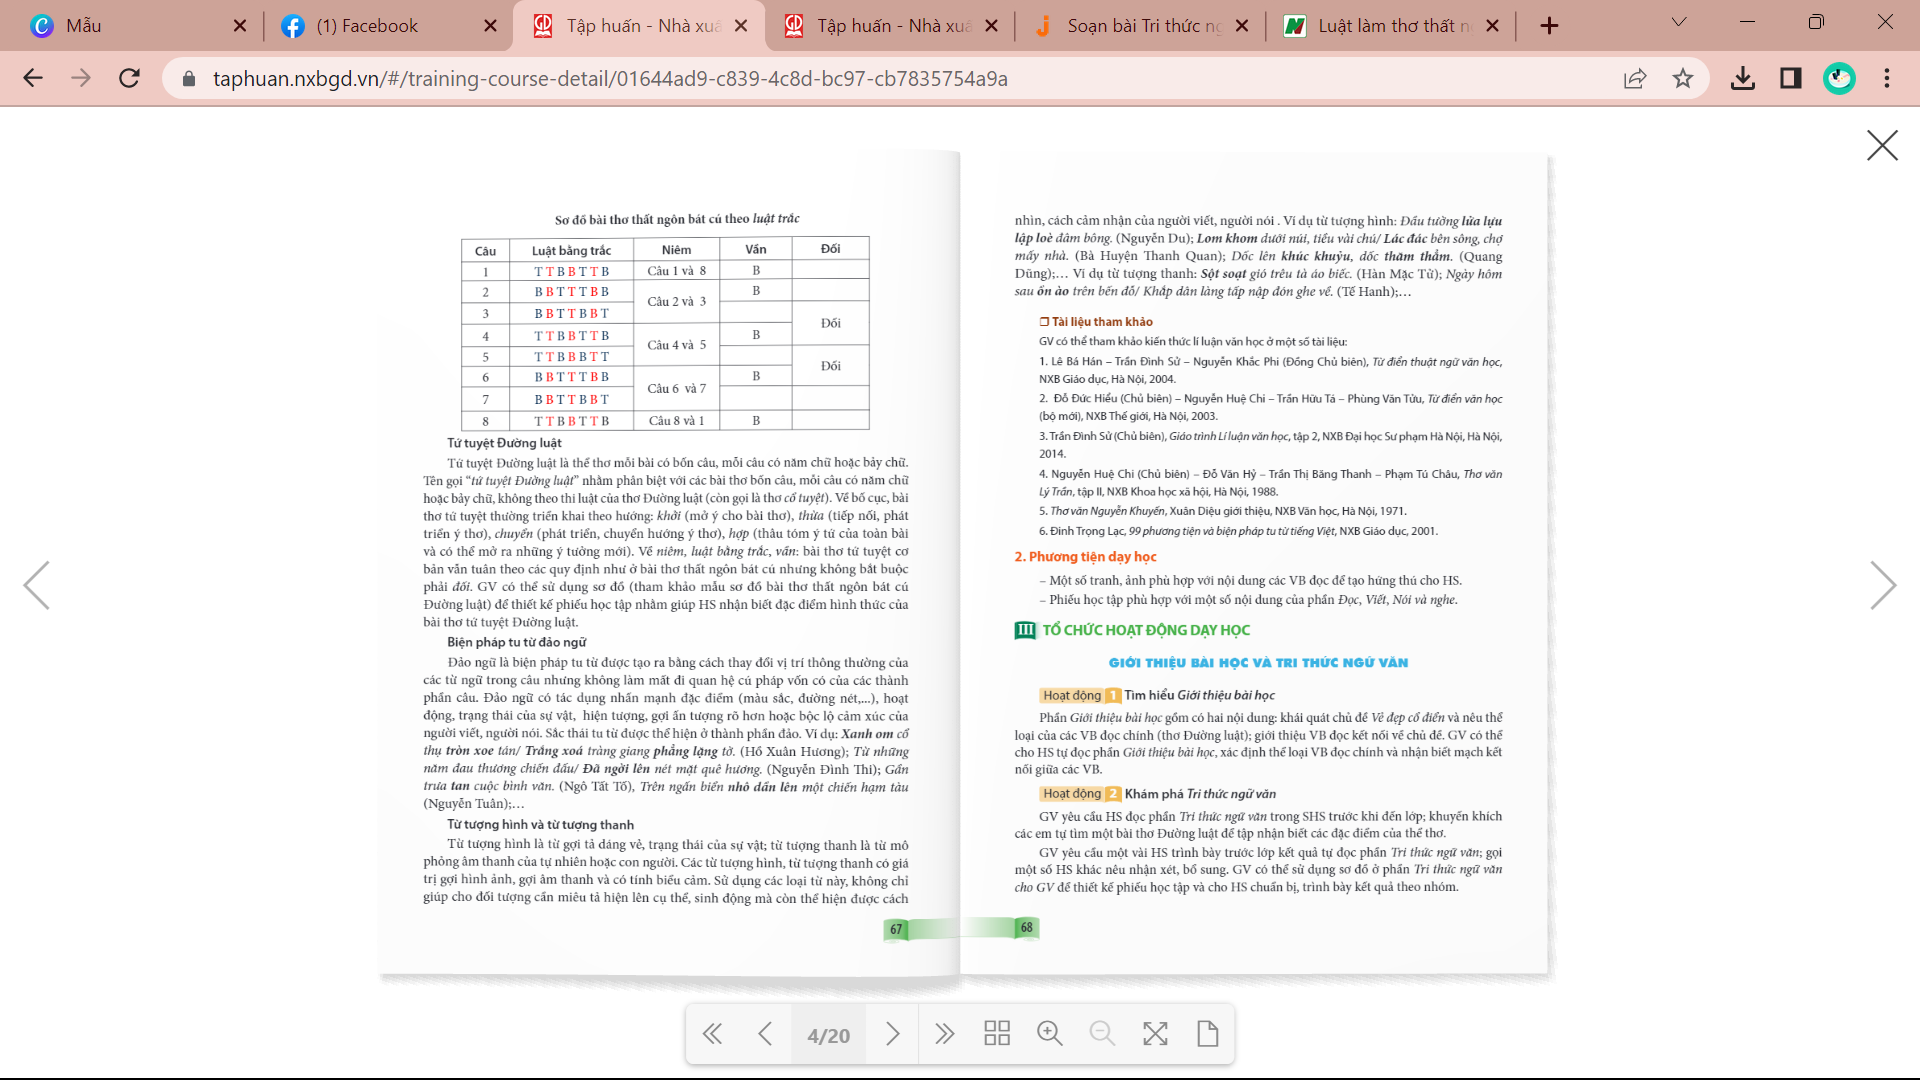 Mẫu
(1) Facebook
Tập huấn - Nhà xuấ
Tập huấn - Nhà xuấ
Soạn bài Tri thức ng
Luật làm thơ thất n
taphuan.nxbgd.vn/#/training-course-detail/01644ad9-c839-4c8d-bc97-cb7835754a9a
Sơ đồ bài thơ thất ngôn bát cú theo luật trắc
Câu Luật bằng trắc Niêm Vần Đối
1 T T B B T T B Câu 1 và 8 B
2 B B T T T B B Câu 2 và 3 B
3 B B T T B B T Đối
4 T T B B T T B Câu 4 và 5 B
5 T T B B B T T Đối
6 B B T T T B B Câu 6 và 7 B
7 B B T T B B T
8 T T B B T T B Câu 8 và 1 B
Tứ tuyệt Đường luật
Tứ tuyệt Đường luật là thể thơ mỗi bài có bốn câu, mỗi câu có năm chữ hoặc bảy chữ.
Tên gọi “tứ tuyệt Đường luật” nhằm phân biệt với các bài thơ bốn câu, mỗi câu có năm chữ
hoặc bảy chữ, không theo thi luật của thơ Đường luật (còn gọi là thơ cổ tuyệt). Về bố cục, bài
thơ tứ tuyệt thường triển khai theo hướng: khởi (mở ý cho bài thơ), thừa (tiếp nối, phát
triển ý thơ), chuyển (phát triển, chuyển hướng ý thơ), hợp (thâu tóm ý tứ của toàn bài
và có thể mở ra những ý tưởng mới). Về niêm, luật bằng trắc, vần: bài thơ tứ tuyệt cơ
bản vẫn tuân theo các quy định như ở bài thơ thất ngôn bát cú nhưng không bắt buộc
phải đối. GV có thể sử dụng sơ đồ (tham khảo mẫu sơ đồ bài thơ thất ngôn bát cú
Đường luật) để thiết kế phiếu học tập nhằm giúp HS nhận biết đặc điểm hình thức của
bài thơ tứ tuyệt Đường luật.
Biện pháp tu từ đảo ngữ
Đảo ngữ là biện pháp tu từ được tạo ra bằng cách thay đổi vị trí thông thường của
các từ ngữ trong câu nhưng không làm mất đi quan hệ cú pháp vốn có của các thành
phần câu. Đảo ngữ có tác dụng nhấn mạnh đặc điểm (màu sắc, đường nét,...), hoạt
động, trạng thái của sự vật, hiện tượng, gợi ấn tượng rõ hơn hoặc bộc lộ cảm xúc của
người viết, người nói. Sắc thái tu từ được thể hiện ở thành phần đảo. Ví dụ: Xanh om cổ
thụ tròn xoe tán/ Trắng xoá tràng giang phẳng lặng tờ. (Hồ Xuân Hương); Từ những
năm đau thương chiến đấu/ Đã ngời lên nét mặt quê hương. (Nguyễn Đình Thi); Gần
trưa tan cuộc bình văn. (Ngô Tất Tố), Trên ngấn biển nhô dần lên một chiến hạm tàu
(Nguyễn Tuân);…
Từ tượng hình và từ tượng thanh
Từ tượng hình là từ gợi tả dáng vẻ, trạng thái của sự vật; từ tượng thanh là từ mô
phỏng âm thanh của tự nhiên hoặc con người. Các từ tượng hình, từ tượng thanh có giá
trị gợi hình ảnh, gợi âm thanh và có tính biểu cảm. Sử dụng các loại từ này, không chỉ
giúp cho đối tượng cần miêu tả hiện lên cụ thể, sinh động mà còn thể hiện được cách
67
nhìn, cách cảm nhận của người viết, người nói . Ví dụ từ tượng hình: Đầu tường lửa lựu
lập loè đâm bông. (Nguyễn Du); Lom khom dưới núi, tiều vài chú/ Lác đác bên sông, chợ
mấy nhà. (Bà Huyện Thanh Quan); Dốc lên khúc khuỷu, dốc thăm thẳm. (Quang
Dũng);… Ví dụ từ tượng thanh: Sột soạt gió trêu tà áo biếc. (Hàn Mặc Tử); Ngày hôm
sau ồn ào trên bến đỗ/ Khắp dân làng tấp nập đón ghe về. (Tế Hanh);…
❒ Tài liệu tham khảo
GV có thể tham khảo kiến thức lí luận văn học ở một số tài liệu:
1. Lê Bá Hán – Trần Đình Sử – Nguyễn Khắc Phi (Đồng Chủ biên), Từ điển thuật ngữ văn học,
NXB Giáo dục, Hà Nội, 2004.
2. Đỗ Đức Hiểu (Chủ biên) – Nguyễn Huệ Chi – Trần Hữu Tá – Phùng Văn Tửu, Từ điển văn học
(bộ mới), NXB Thế giới, Hà Nội, 2003.
3. Trần Đình Sử (Chủ biên), Giáo trình Lí luận văn học, tập 2, NXB Đại học Sư phạm Hà Nội, Hà Nội,
2014.
4. Nguyễn Huệ Chi (Chủ biên) – Đỗ Văn Hỷ – Trần Thị Băng Thanh – Phạm Tú Châu, Thơ văn
Lý Trần, tập II, NXB Khoa học xã hội, Hà Nội, 1988.
5. Thơ văn Nguyễn Khuyến, Xuân Diệu giới thiệu, NXB Văn học, Hà Nội, 1971.
6. Đinh Trọng Lạc, 99 phương tiện và biện pháp tu từ tiếng Việt, NXB Giáo dục, 2001.
2. Phương tiện dạy học
– Một số tranh, ảnh phù hợp với nội dung các VB đọc để tạo hứng thú cho HS.
– Phiếu học tập phù hợp với một số nội dung của phần Đọc, Viết, Nói và nghe.
III TỔ CHỨC HOẠT ĐỘNG DẠY HỌC
GIỚI THIỆU BÀI HỌC VÀ TRI THỨC NGỮ VĂN
Hoạt động 1 Tìm hiểu Giới thiệu bài học
Phần Giới thiệu bài học gồm có hai nội dung: khái quát chủ đề Vẻ đẹp cổ điển và nêu thể
loại của các VB đọc chính (thơ Đường luật); giới thiệu VB đọc kết nối về chủ đề. GV có thể
cho HS tự đọc phần Giới thiệu bài học, xác định thể loại VB đọc chính và nhận biết mạch kết
nối giữa các VB.
Hoạt động 2 Khám phá Tri thức ngữ văn
GV yêu cầu HS đọc phần Tri thức ngữ văn trong SHS trước khi đến lớp; khuyến khích
các em tự tìm một bài thơ Đường luật để tập nhận biết các đặc điểm của thể thơ.
GV yêu cầu một vài HS trình bày trước lớp kết quả tự đọc phần Tri thức ngữ văn; gọi
một số HS khác nêu nhận xét, bổ sung. GV có thể sử dụng sơ đồ ở phần Tri thức ngữ văn
cho GV để thiết kế phiếu học tập và cho HS chuẩn bị, trình bày kết quả theo nhóm.
68
4/20